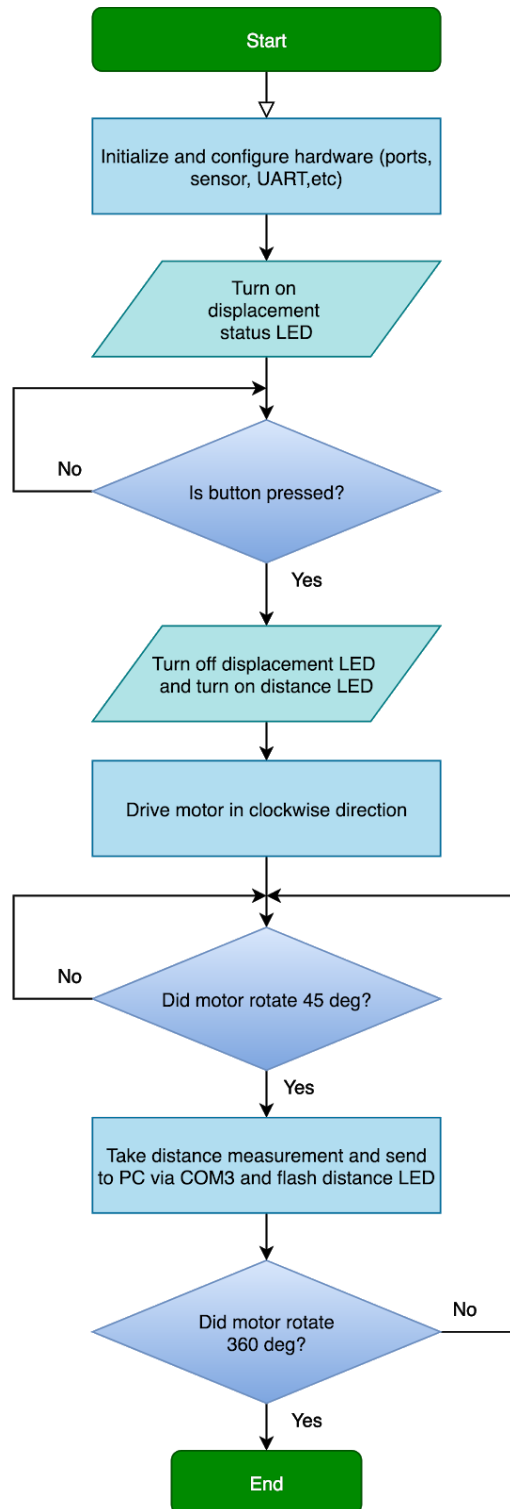 Start
Initialize and configure hardware (ports,
sensor, UART,etc)
Turn on
displacement
status LED
No
Is button pressed?
Yes
Turn off displacement LED
and turn on distance LED
Drive motor in clockwise direction
No
Did motor rotate 45 deg?
Yes
Take distance measurement and send
to PC via COM3 and flash distance LED
Did motor rotate
360 deg?
No
Yes
End